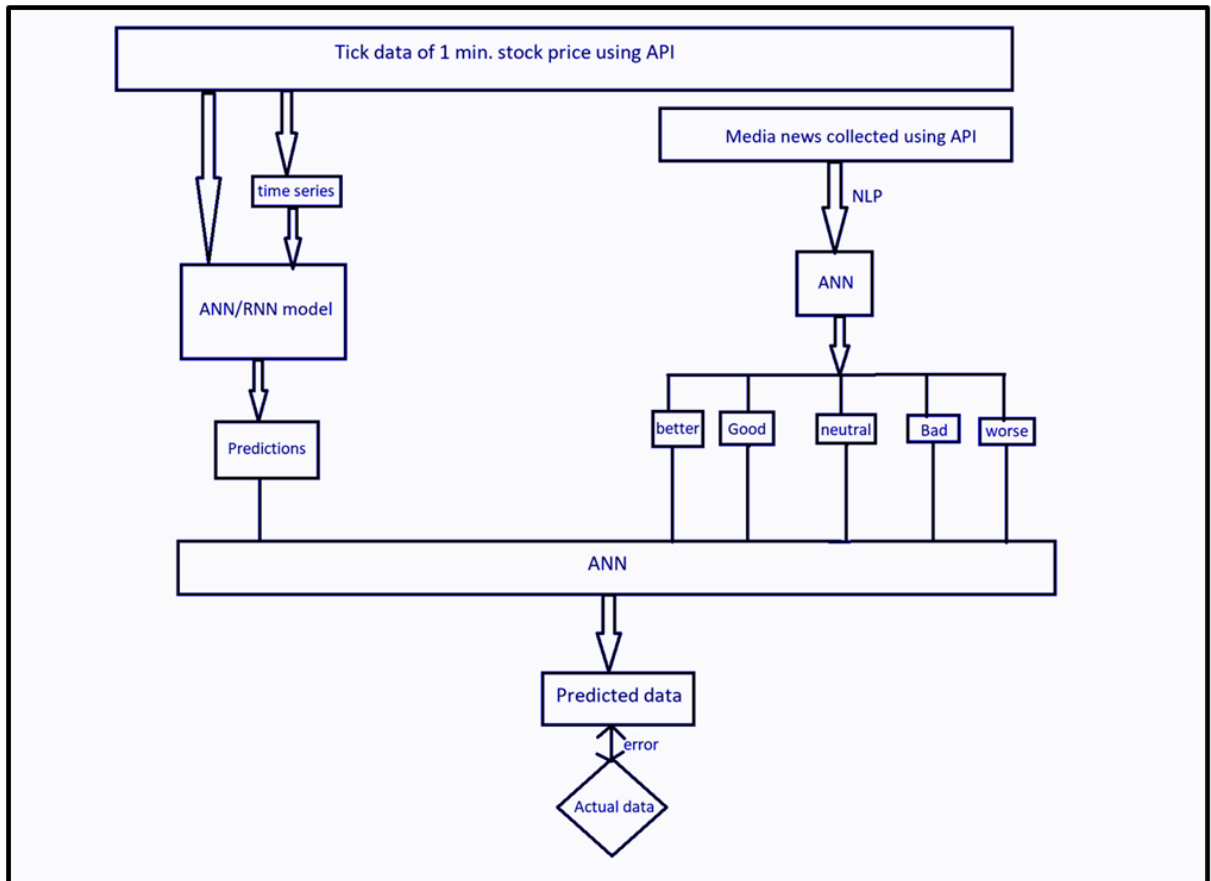 Tick data of 1 min. stock price using API
Media news collected using API
time series
NLP
ANN/RNN model
ANN
Predictions
better
Good
neutral
Bad
worse
ANN
Predicted data
error
Actual data